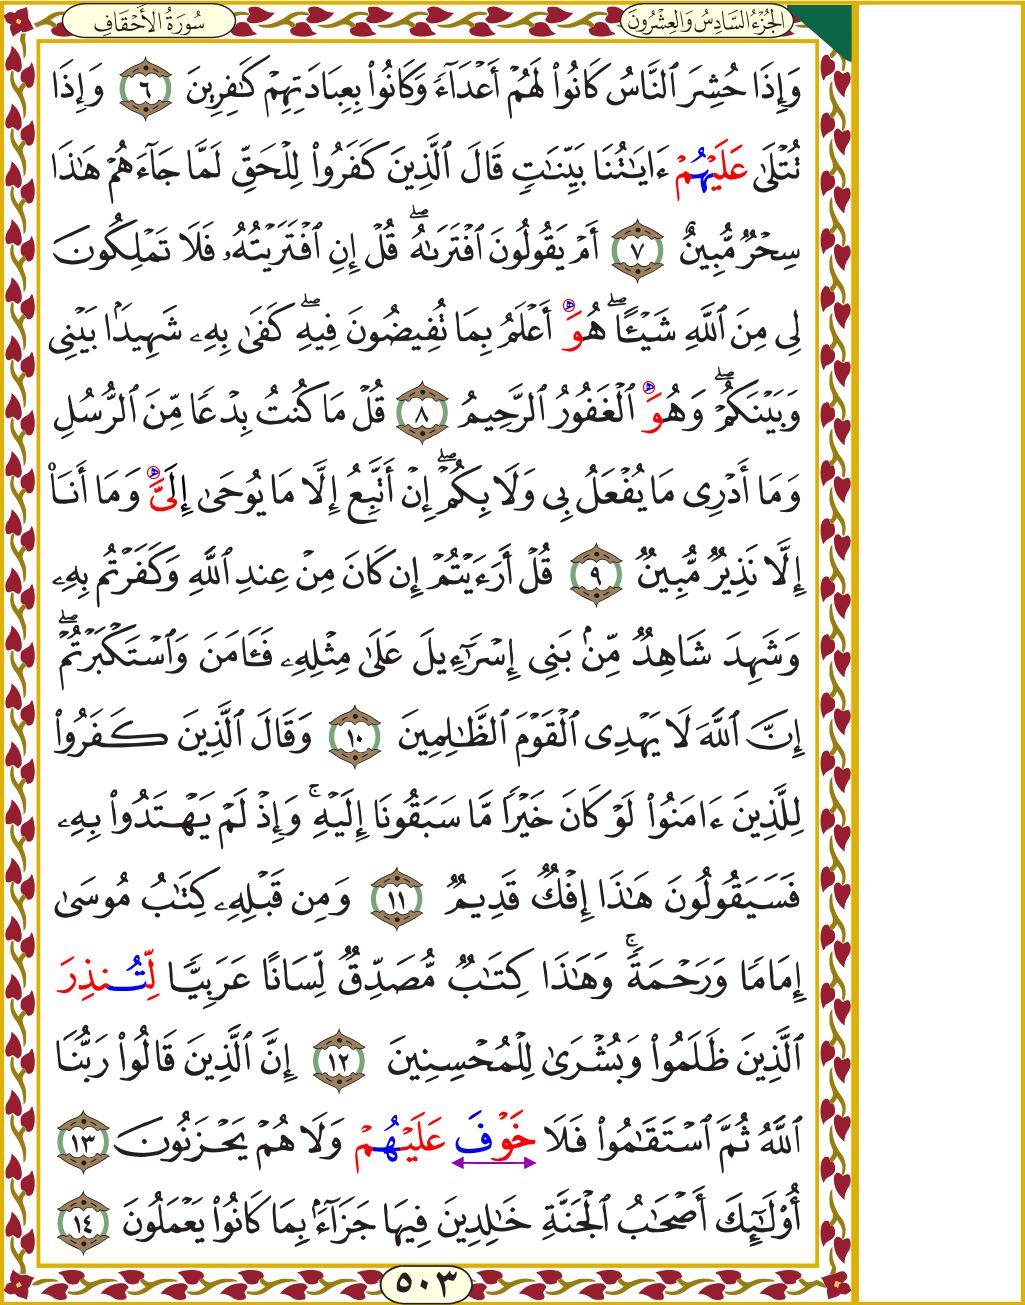 الجُزْءُ السَّادِسُ وَالعِشْرُونَ
سُورَةُ الأَحْقَافِ
وَإِذَا حُشِرَ ٱلنَّاسُ كَانُوا۟ لَهُمْ أَعْدَآءًۭ وَكَانُوا۟ بِعِبَادَتِهِمْ كَـٰفِرِينَ ٦ وَإِذَا
تُتْلَىٰ عَلَيْهُمْ ءَايَـٰتُنَا بَيِّنَـٰتٍۢ قَالَ ٱلَّذِينَ كَفَرُوا۟ لِلْحَقِّ لَمَّا جَآءَهُمْ هَـٰذَا
سِحْرٌۭ مُّبِينٌ ٧ أَمْ يَقُولُونَ ٱفْتَرَىٰهُ ۖ قُلْ إِنِ ٱفْتَرَيْتُهُۥ فَلَا تَمْلِكُونَ
لِى مِنَ ٱللَّهِ شَيْـًٔا ۖ هُوَ أَعْلَمُ بِمَا تُفِيضُونَ فِيهِ ۖ كَفَىٰ بِهِۦ شَهِيدًۢا بَيْنِى
وَبَيْنَكُمْ ۖ وَهُوَ ٱلْغَفُورُ ٱلرَّحِيمُ ٨ قُلْ مَا كُنتُ بِدْعًۭا مِّنَ ٱلرُّسُلِ
وَمَا أَدْرِى مَا يُفْعَلُ بِى وَلَا بِكُمْ ۖ إِنْ أَتَّبِعُ إِلَّا مَا يُوحَىٰ إِلَىَّ وَمَا أَنَا۠
إِلَّا نَذِيرٌۭ مُّبِينٌۭ ٩ قُلْ أَرَءَيْتُمْ إِن كَانَ مِنْ عِندِ ٱللَّهِ وَكَفَرْتُم بِهِۦ
وَشَهِدَ شَاهِدٌۭ مِّنۢ بَنِى إِسْرَٰٓءِيلَ عَلَىٰ مِثْلِهِۦ فَـَٔامَنَ وَٱسْتَكْبَرْتُمْ ۖ
إِنَّ ٱللَّهَ لَا يَهْدِى ٱلْقَوْمَ ٱلظَّـٰلِمِينَ ١٠ وَقَالَ ٱلَّذِينَ كَفَرُوا۟
لِلَّذِينَ ءَامَنُوا۟ لَوْ كَانَ خَيْرًۭا مَّا سَبَقُونَا إِلَيْهِ ۚ وَإِذْ لَمْ يَهْتَدُوا۟ بِهِۦ
فَسَيَقُولُونَ هَـٰذَا إِفْكٌۭ قَدِيمٌۭ ١١ وَمِن قَبْلِهِۦ كِتَـٰبُ مُوسَىٰ
إِمَامًۭا وَرَحْمَةًۭ ۚ وَهَـٰذَا كِتَـٰبٌۭ مُّصَدِّقٌۭ لِّسَانًا عَرَبِيًّۭا لِّتُنذِرَ
ٱلَّذِينَ ظَلَمُوا۟ وَبُشْرَىٰ لِلْمُحْسِنِينَ ١٢ إِنَّ ٱلَّذِينَ قَالُوا۟ رَبُّنَا
ٱللَّهُ ثُمَّ ٱسْتَقَـٰمُوا۟ فَلَا خَوْفَ عَلَيْهُمْ وَلَا هُمْ يَحْزَنُونَ ١٣
أُو۟لَـٰٓئِكَ أَصْحَـٰبُ ٱلْجَنَّةِ خَـٰلِدِينَ فِيهَا جَزَآءًۢ بِمَا كَانُوا۟ يَعْمَلُونَ ١٤
٥٠٣